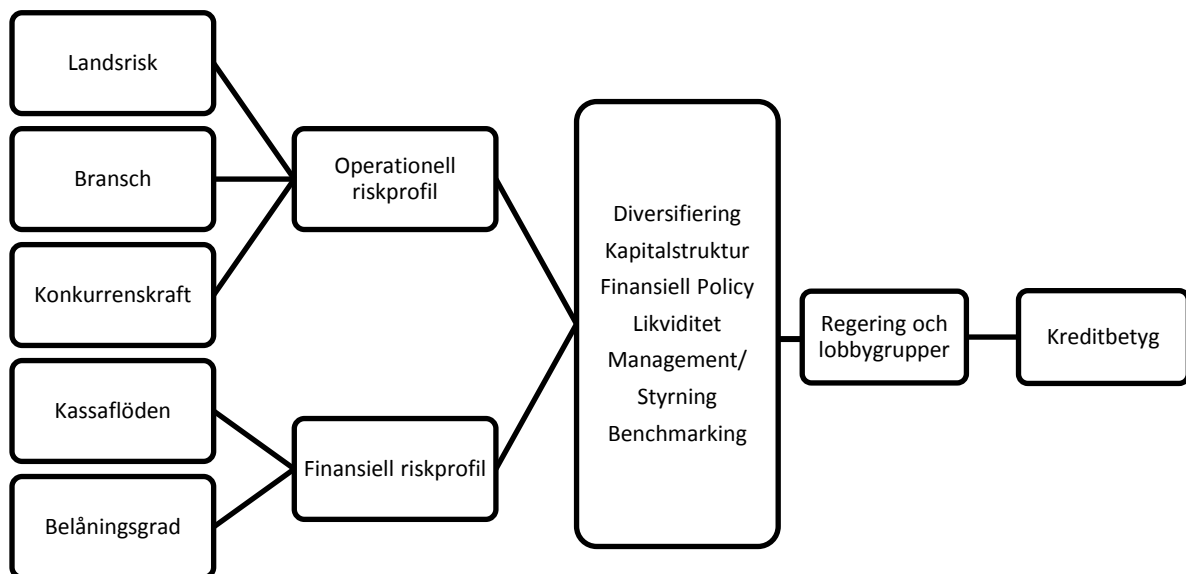 Landsrisk
Bransch
Konkurrenskraft
Kassaflöden
Belåningsgrad
Operationell
riskprofil
Finansiell riskprofil
Diversifiering
Kapitalstruktur
Finansiell Policy
Likviditet
Management/
Styrning
Benchmarking
Regering och
lobbygrupper
Kreditbetyg